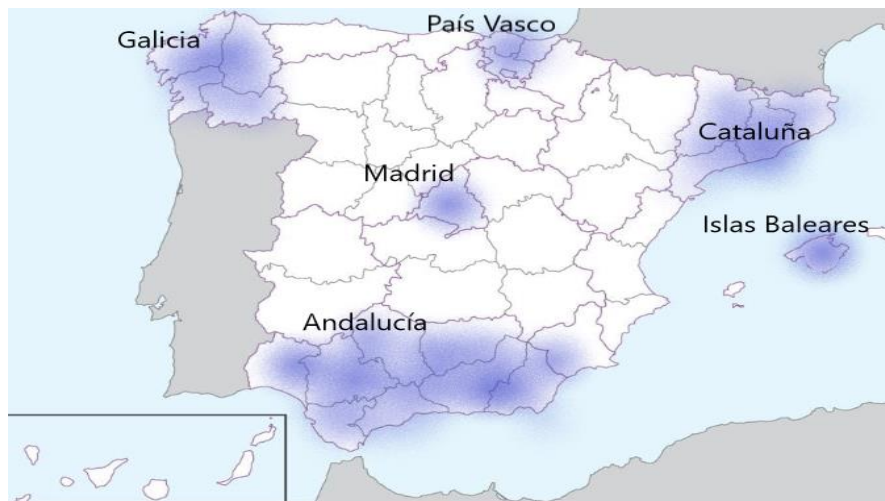 País Vasco
Galicia
Cataluña
Madrid
Islas Baleares
Andalucía